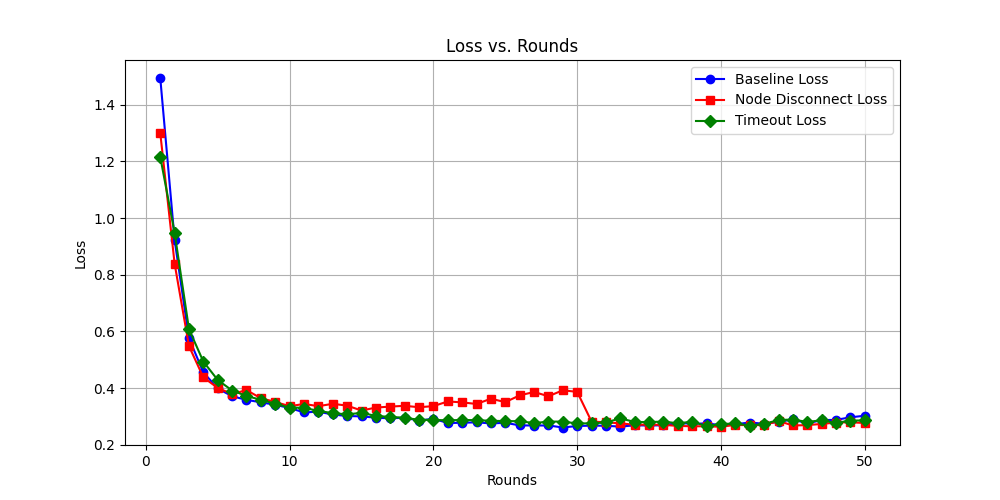 Loss vs. Rounds
Baseline Loss
Node Disconnect Loss
Timeout Loss
Loss
1.4
1.2
1.0
0.8
0.6
0.4
0.2
0 10 20 30 40 50
Rounds